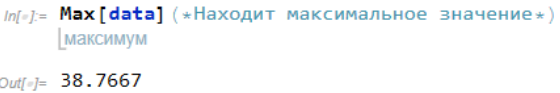 In[*]:= Max[data] (*Находит максимальное значение*)
максимум
Out[*]= 38.7667